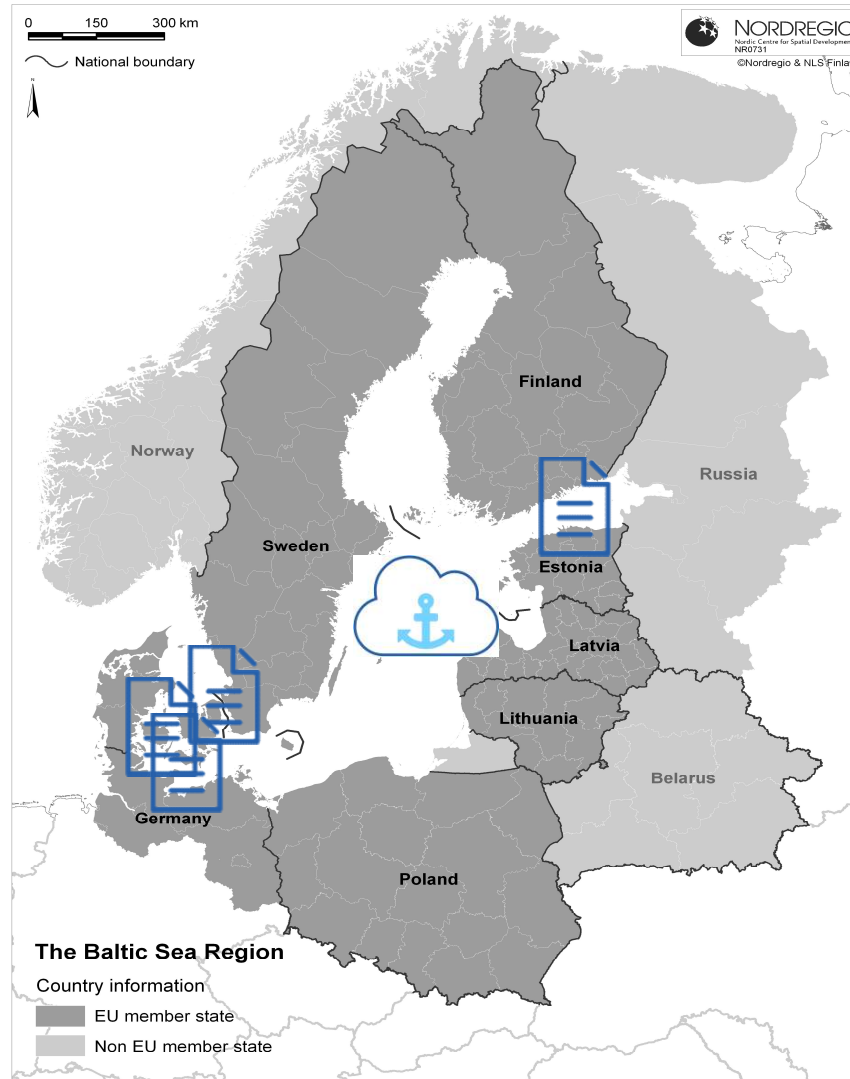 0 150 300 km
National boundary
N
NORDREGIO
Nordic Centre for Spatial Developmen
NR0731
©Nordregio & NLS Finla
Finland
Norway
Russia
Sweden
Estonia
Latvia
Lithuania
Belarus
Germany
Poland
The Baltic Sea Region
Country information
EU member state
Non EU member state